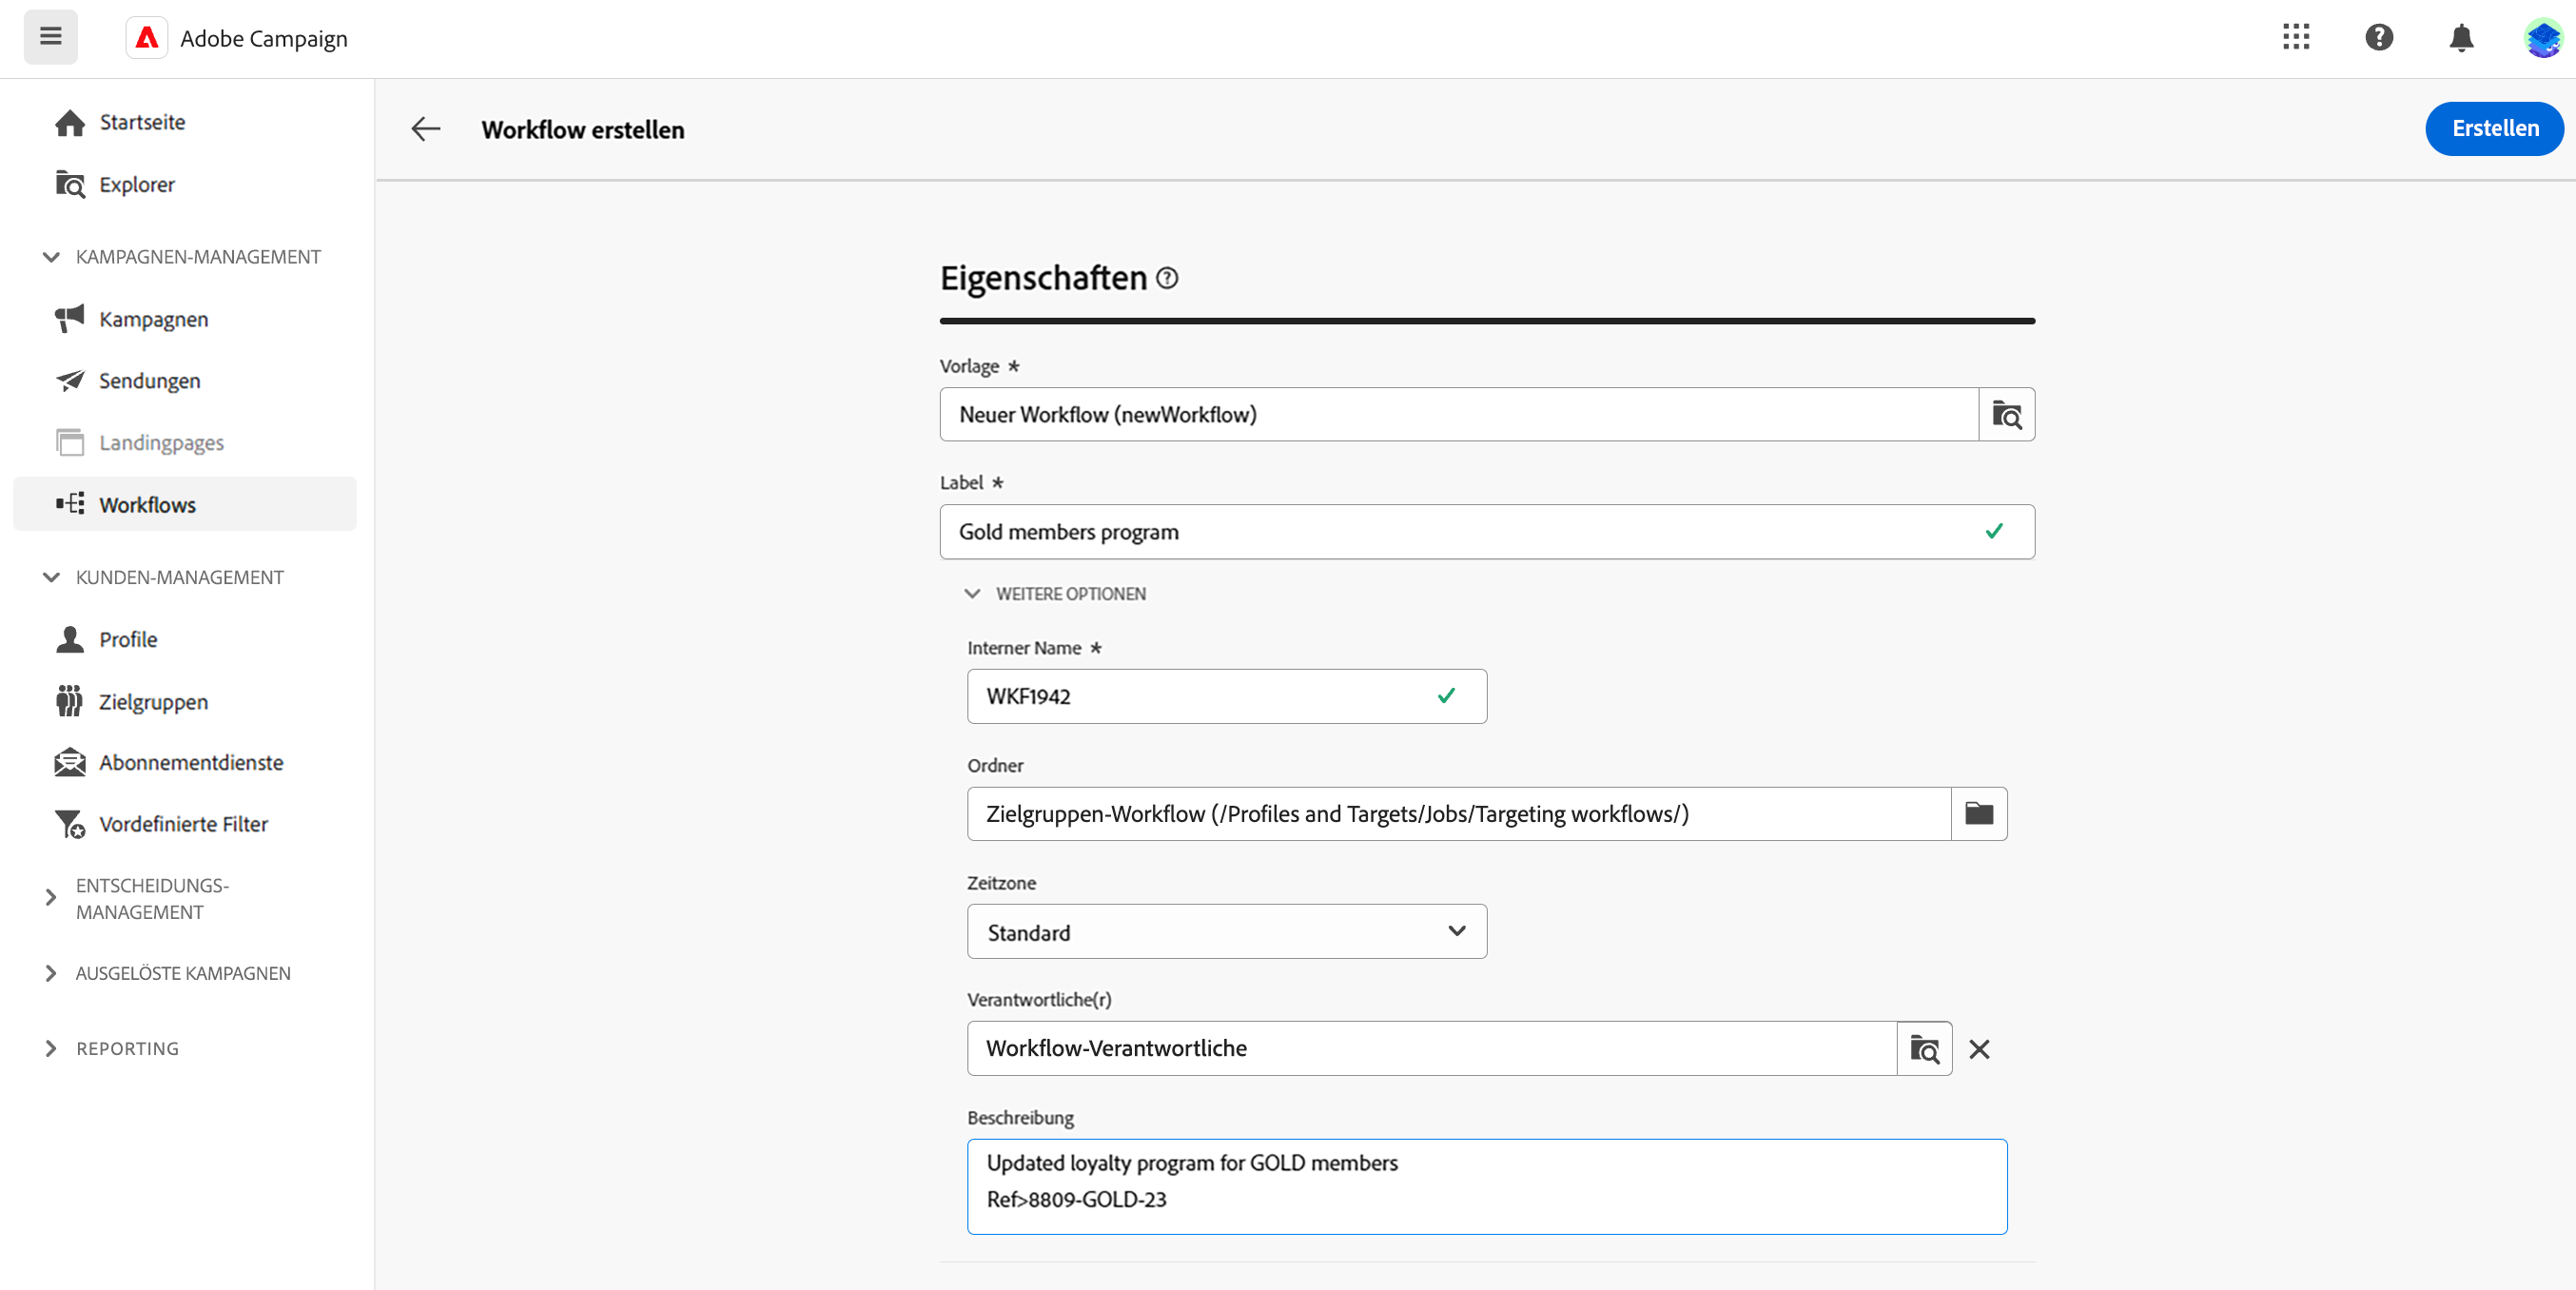 Adobe Campaign
Startseite
Explorer
KAMPAGNEN-MANAGEMENT
Kampagnen
Sendungen
Landingpages
Workflows
KUNDEN-MANAGEMENT
Profile
Zielgruppen
Abonnementdienste
Vordefinierte Filter
ENTSCHEIDUNGS-
MANAGEMENT
AUSGELÖSTE KAMPAGNEN
REPORTING
Workflow erstellen
Erstellen
Eigenschaften
Vorlage *
Neuer Workflow (newWorkflow)
Label *
Gold members program
WEITERE OPTIONEN
Interner Name *
WKF1942
Ordner
Zielgruppen-Workflow (/Profiles and Targets/Jobs/Targeting workflows/)
Zeitzone
Standard
Verantwortliche(r)
Workflow-Verantwortliche
Beschreibung
Updated loyalty program for GOLD members
Ref>8809-GOLD-23